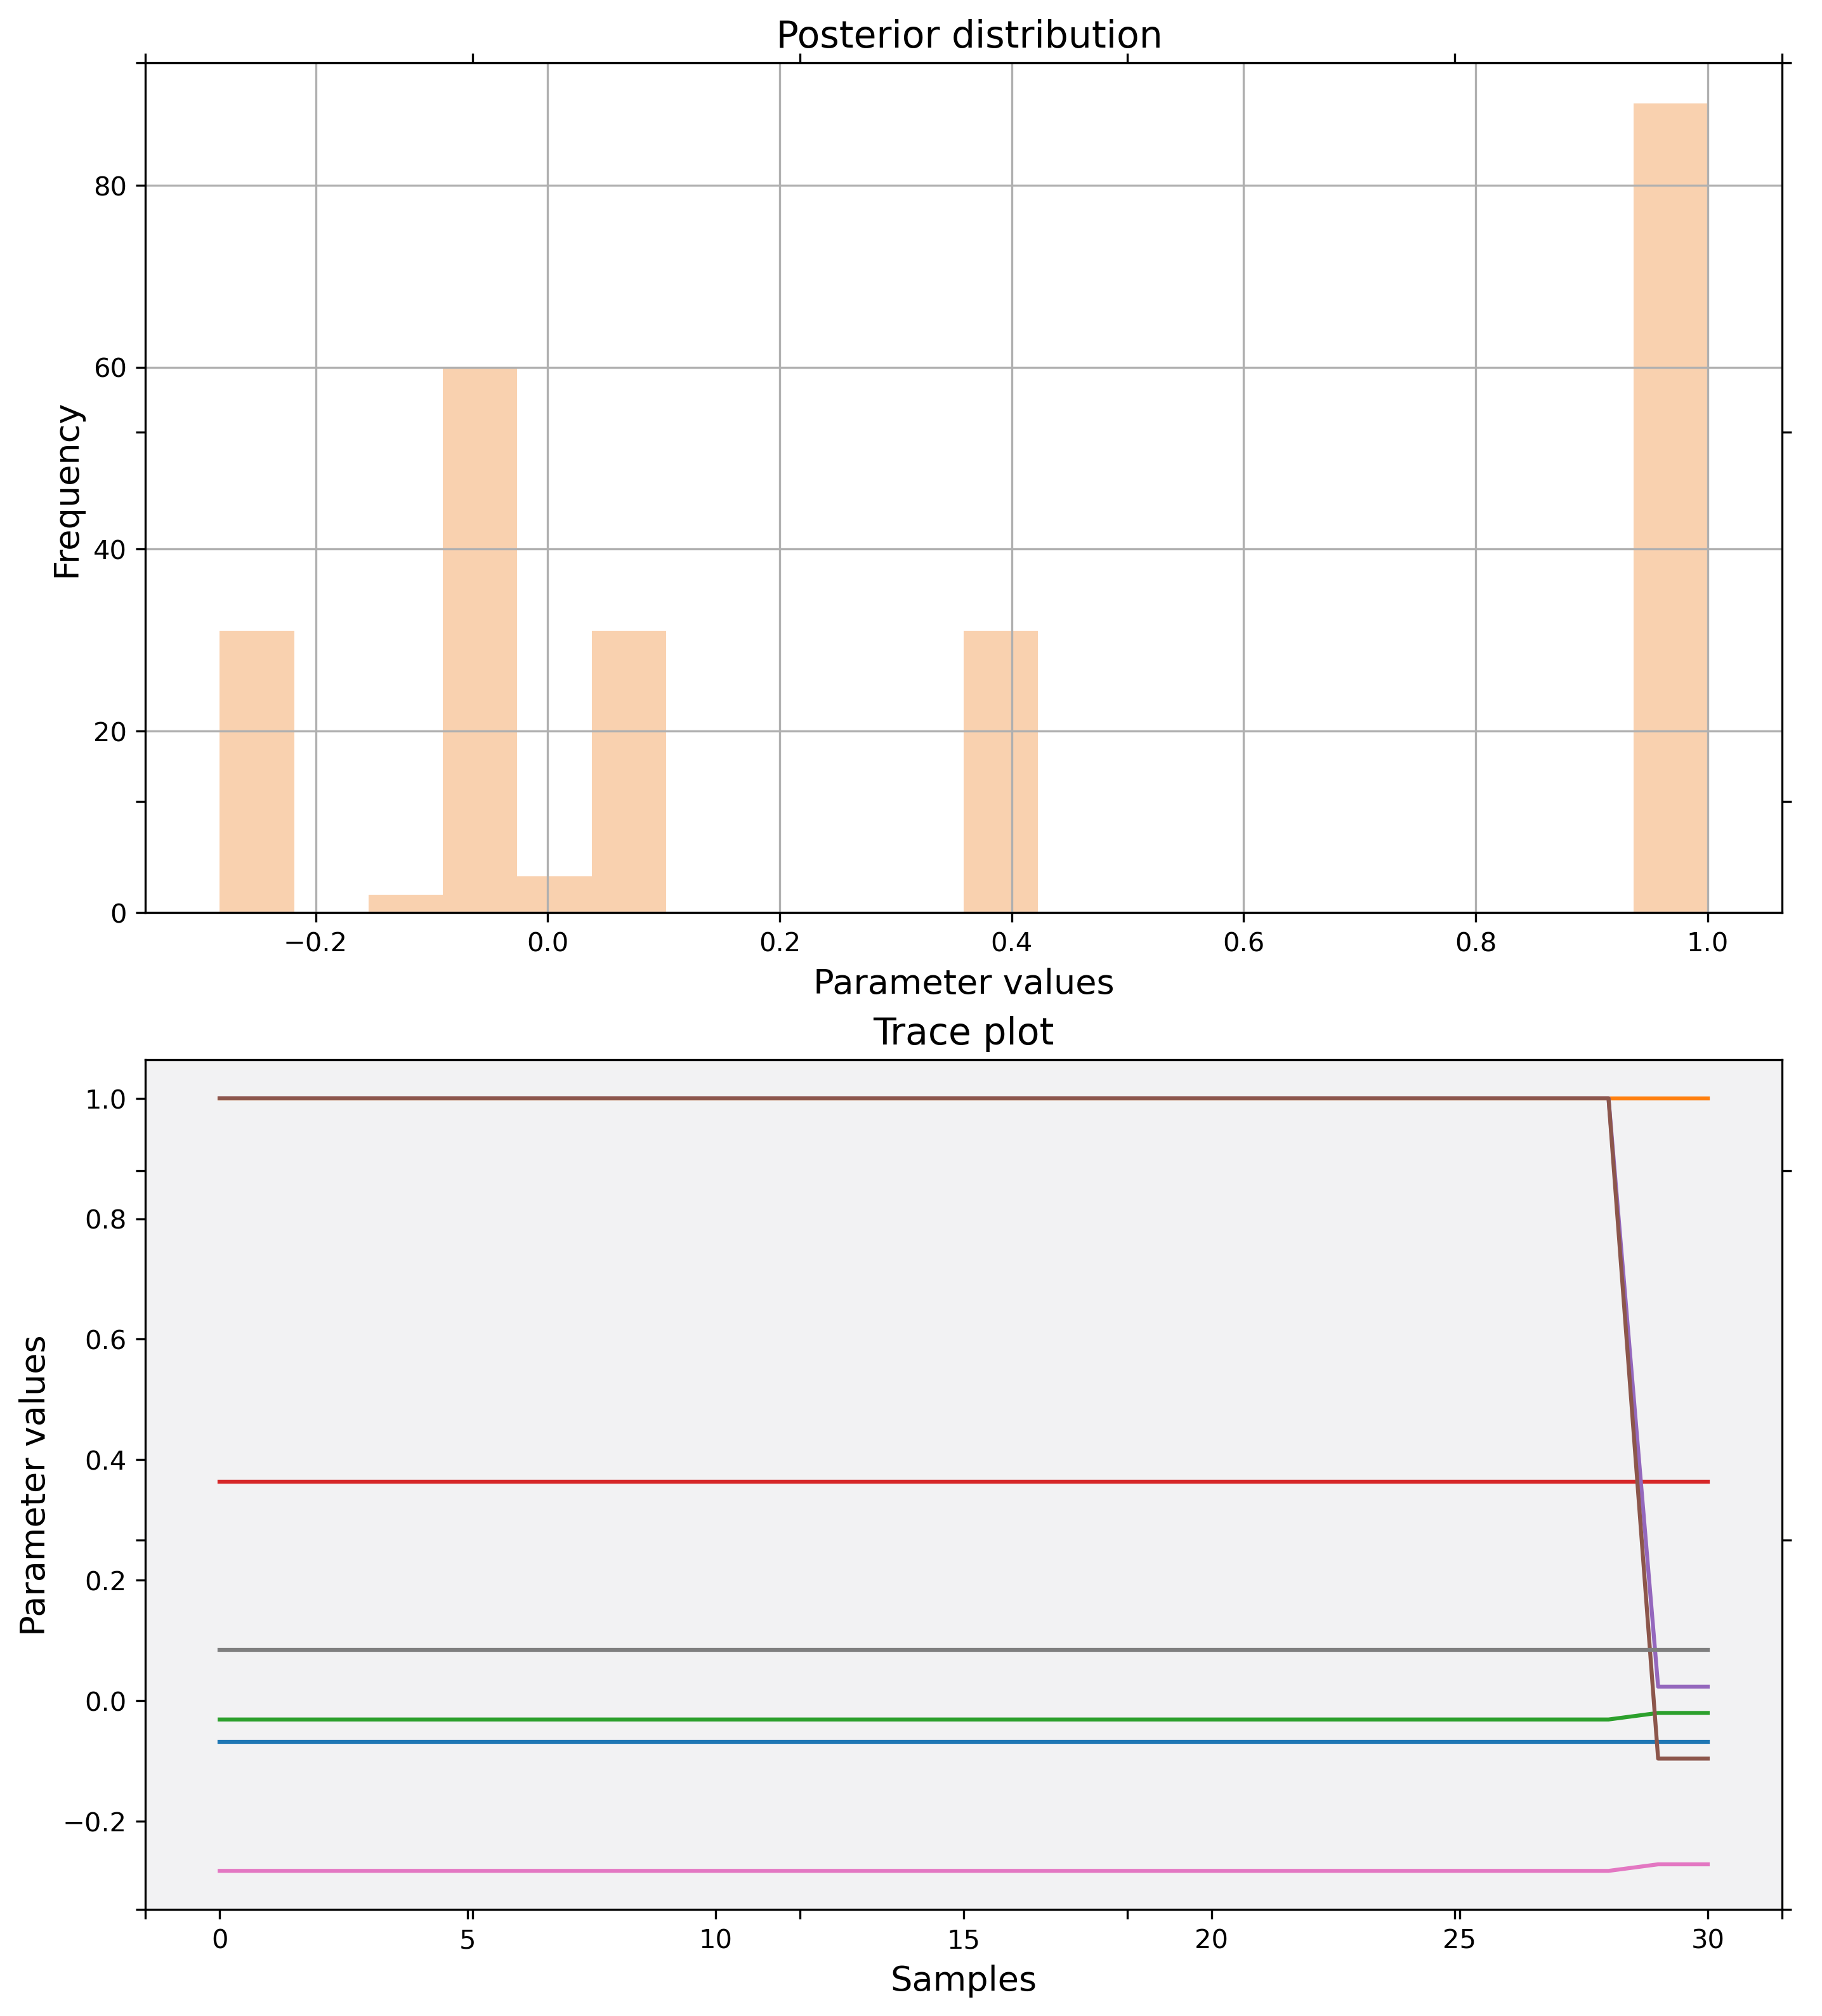 Posterior distribution
80
60
40
20
0
Frequency
−0.2 0.0 0.2 0.4 0.6 0.8 1.0
Parameter values
Trace plot
1.0
0.8
0.6
0.4
0.2
0.0
−0.2
Parameter values
0 5 10 15 20 25 30
Samples